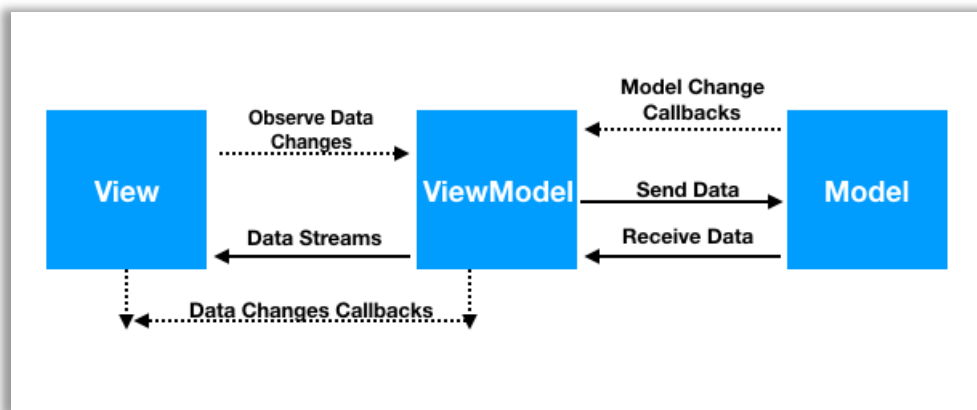 Observe Data
Changes
Model Change
Callbacks
View
ViewModel
Model
Send Data
Data Streams
Receive Data
Data Changes Callbacks